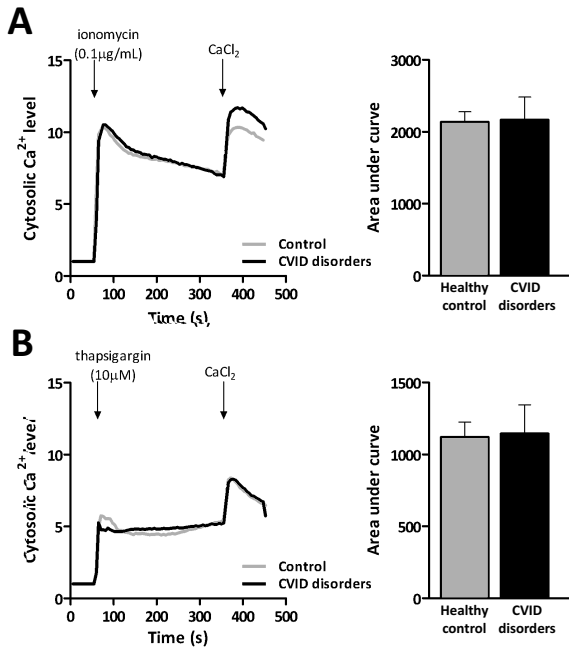 A
ionomycin
(0.1µg/mL)
CaCl2
Cytosolic Ca2+ level
15
10
5
0
0 100 200 300 400 500
Time (s)
Control
CVID disorders
Area under curve
3000
2000
1000
0
Healthy control
CVID disorders
B
thapsigargin
(10µM)
CaCl2
Cytosolic Ca2+ level
15
10
5
0
0 100 200 300 400 500
Time (s)
Control
CVID disorders
Area under curve
1500
1000
500
0
Healthy control
CVID disorders